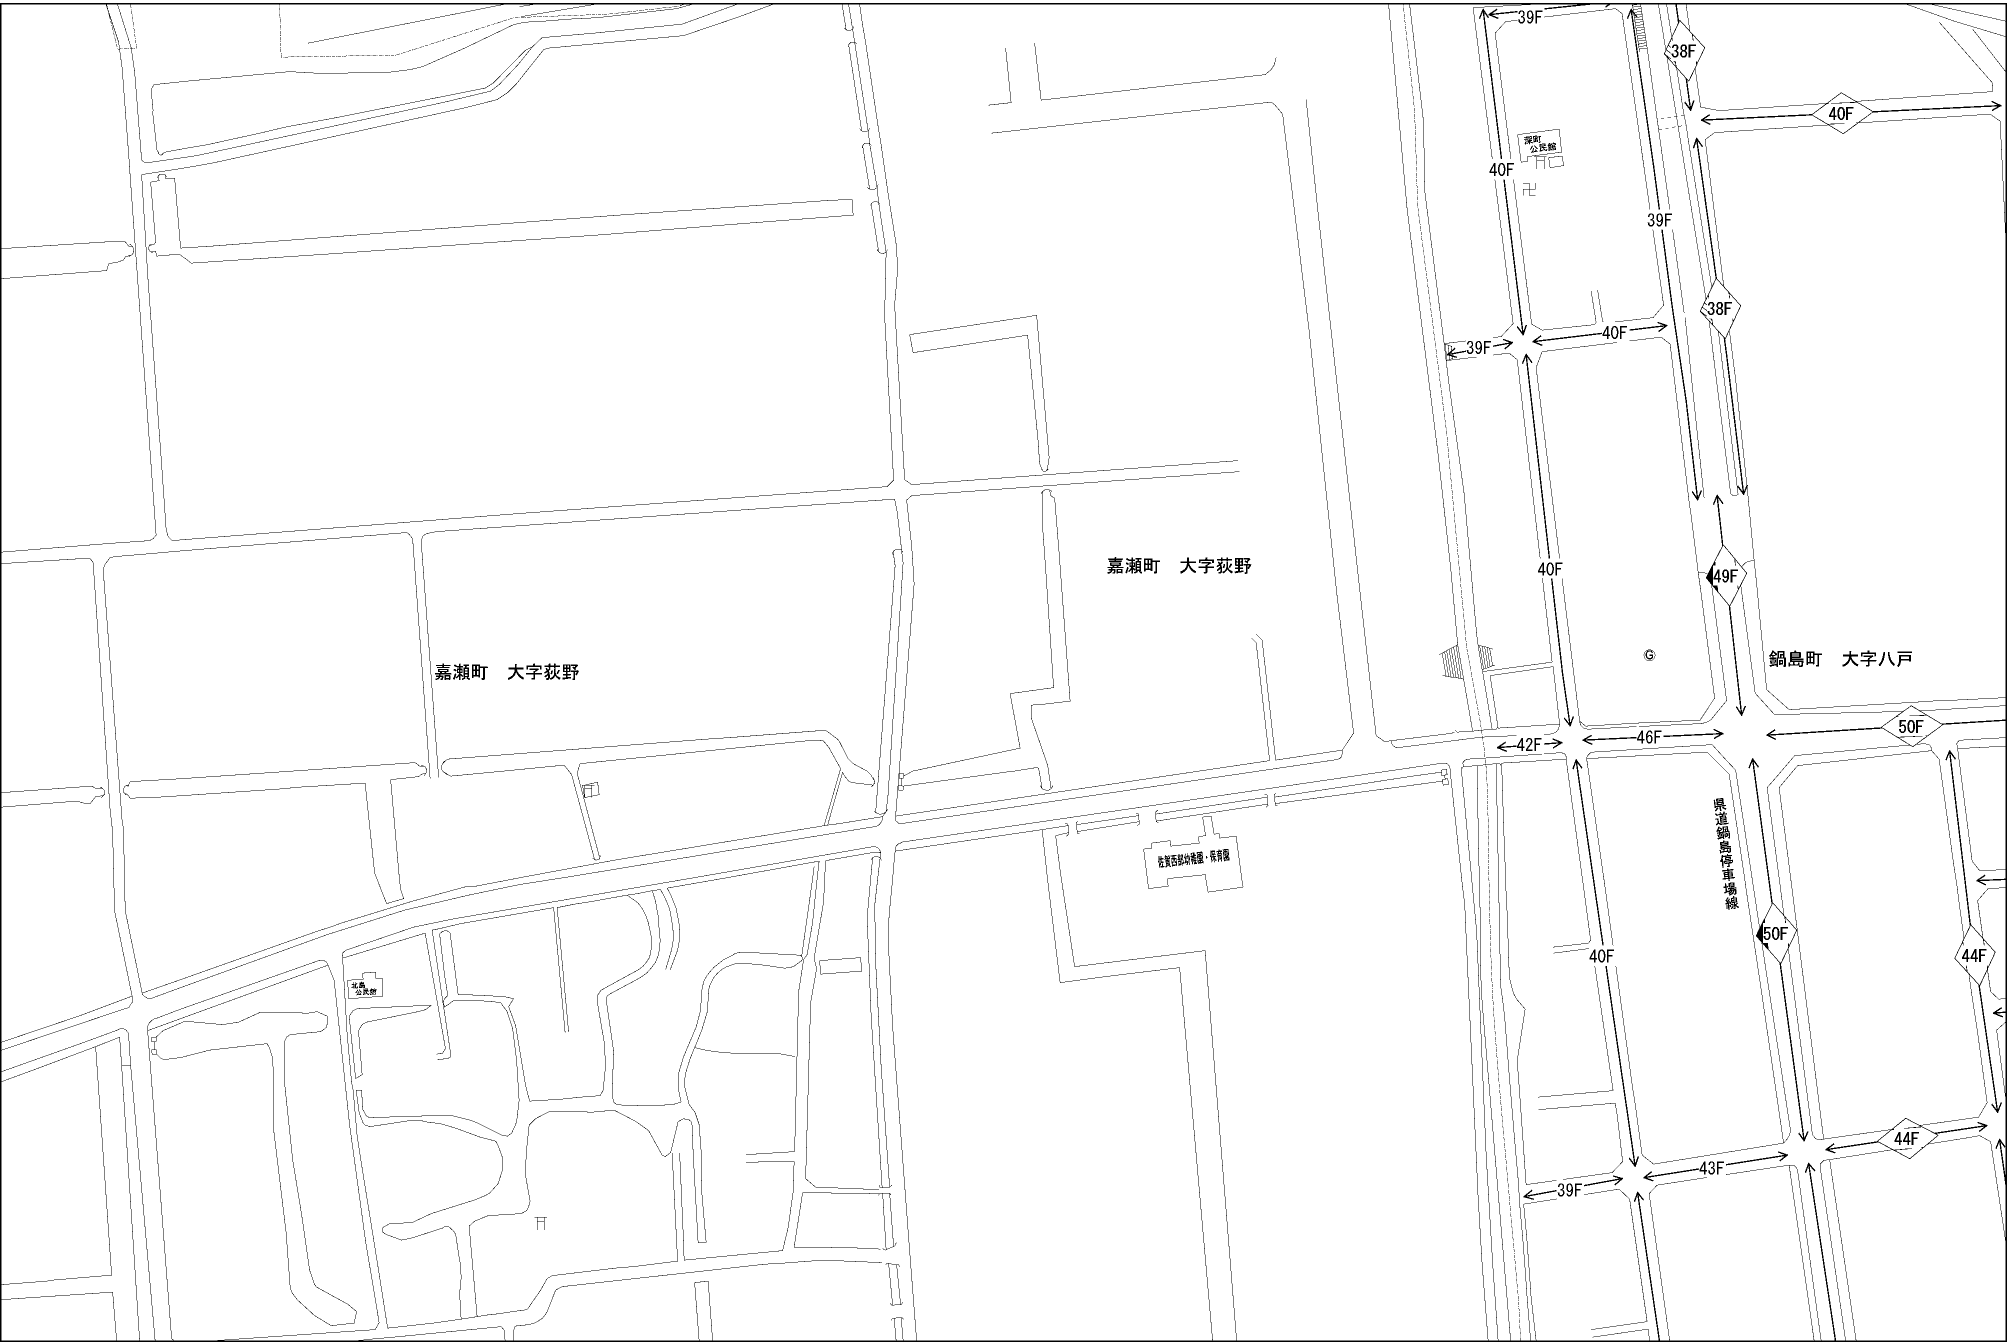 39F
38F
40F
深町
公民館
40F
39F
38F
40F
39F
嘉瀬町　大字荻野
40F
49F
嘉瀬町　大字荻野
G
鍋島町　大字八戸
50F
42F
46F
県道鍋島停車場線
佐賀西部幼稚園・保育園
50F
40F
44F
北島
公民館
44F
43F
39F